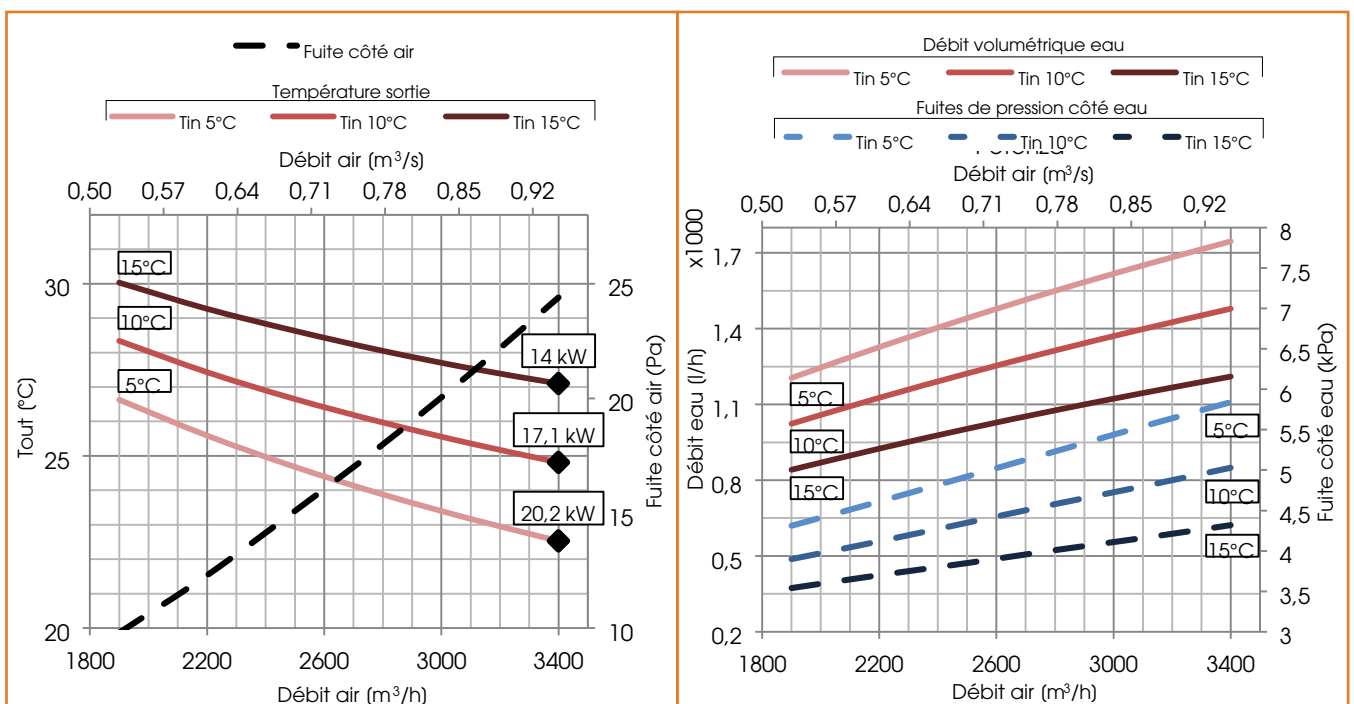 Fuite côté air
Température sortie
Tin 5°C Tin 10°C Tin 15°C
Débit air (m³/s)
0,50 0,57 0,64 0,71 0,78 0,85 0,92
Tout (°C)
30
25
20
15°C
10°C
5°C
14 kW
17,1 kW
20,2 kW
25
20
15
10
Fuite côté air (Pa)
1800 2200 2600 3000 3400
Débit air (m³/h)
Débit volumétrique eau
Tin 5°C Tin 10°C Tin 15°C
Fuites de pression côté eau
Tin 5°C Tin 10°C Tin 15°C
Débit air (m³/s)
0,50 0,57 0,64 0,71 0,78 0,85 0,92
x1000
Débit eau (l/h)
1,7
1,4
1,1
0,8
0,5
0,2
5°C
10°C
15°C
5°C
10°C
15°C
8
7,5
7
6,5
6
5,5
5
4,5
4
3,5
3
Fuite côté eau (kPa)
1800 2200 2600 3000 3400
Débit air (m³/h)